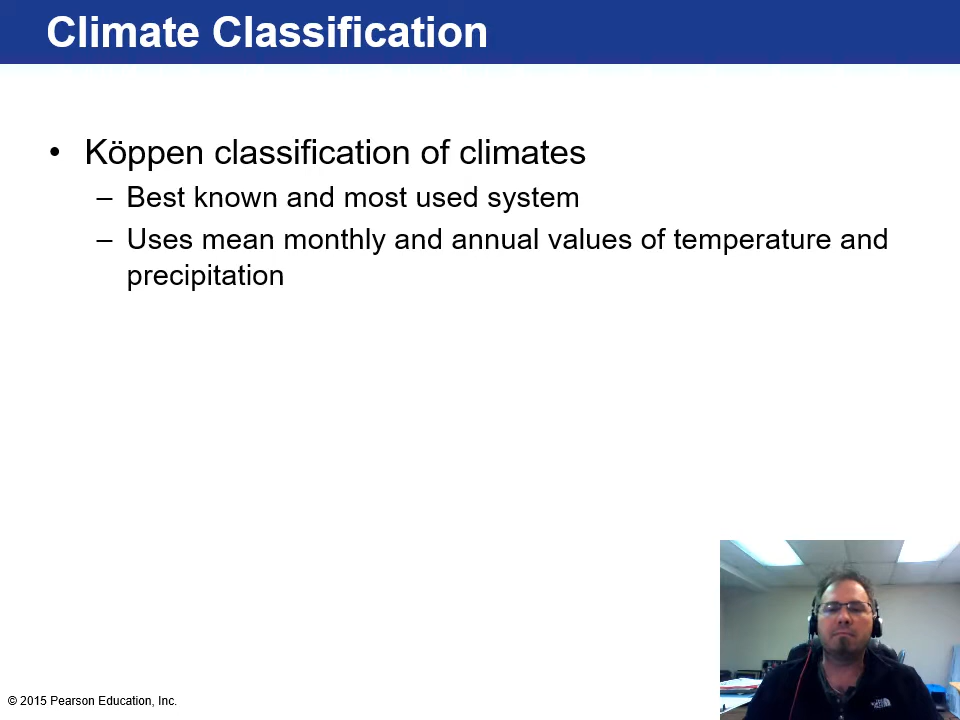 Climate Classification
• Köppen classification of climates
– Best known and most used system
– Uses mean monthly and annual values of temperature and
precipitation
© 2015 Pearson Education, Inc.